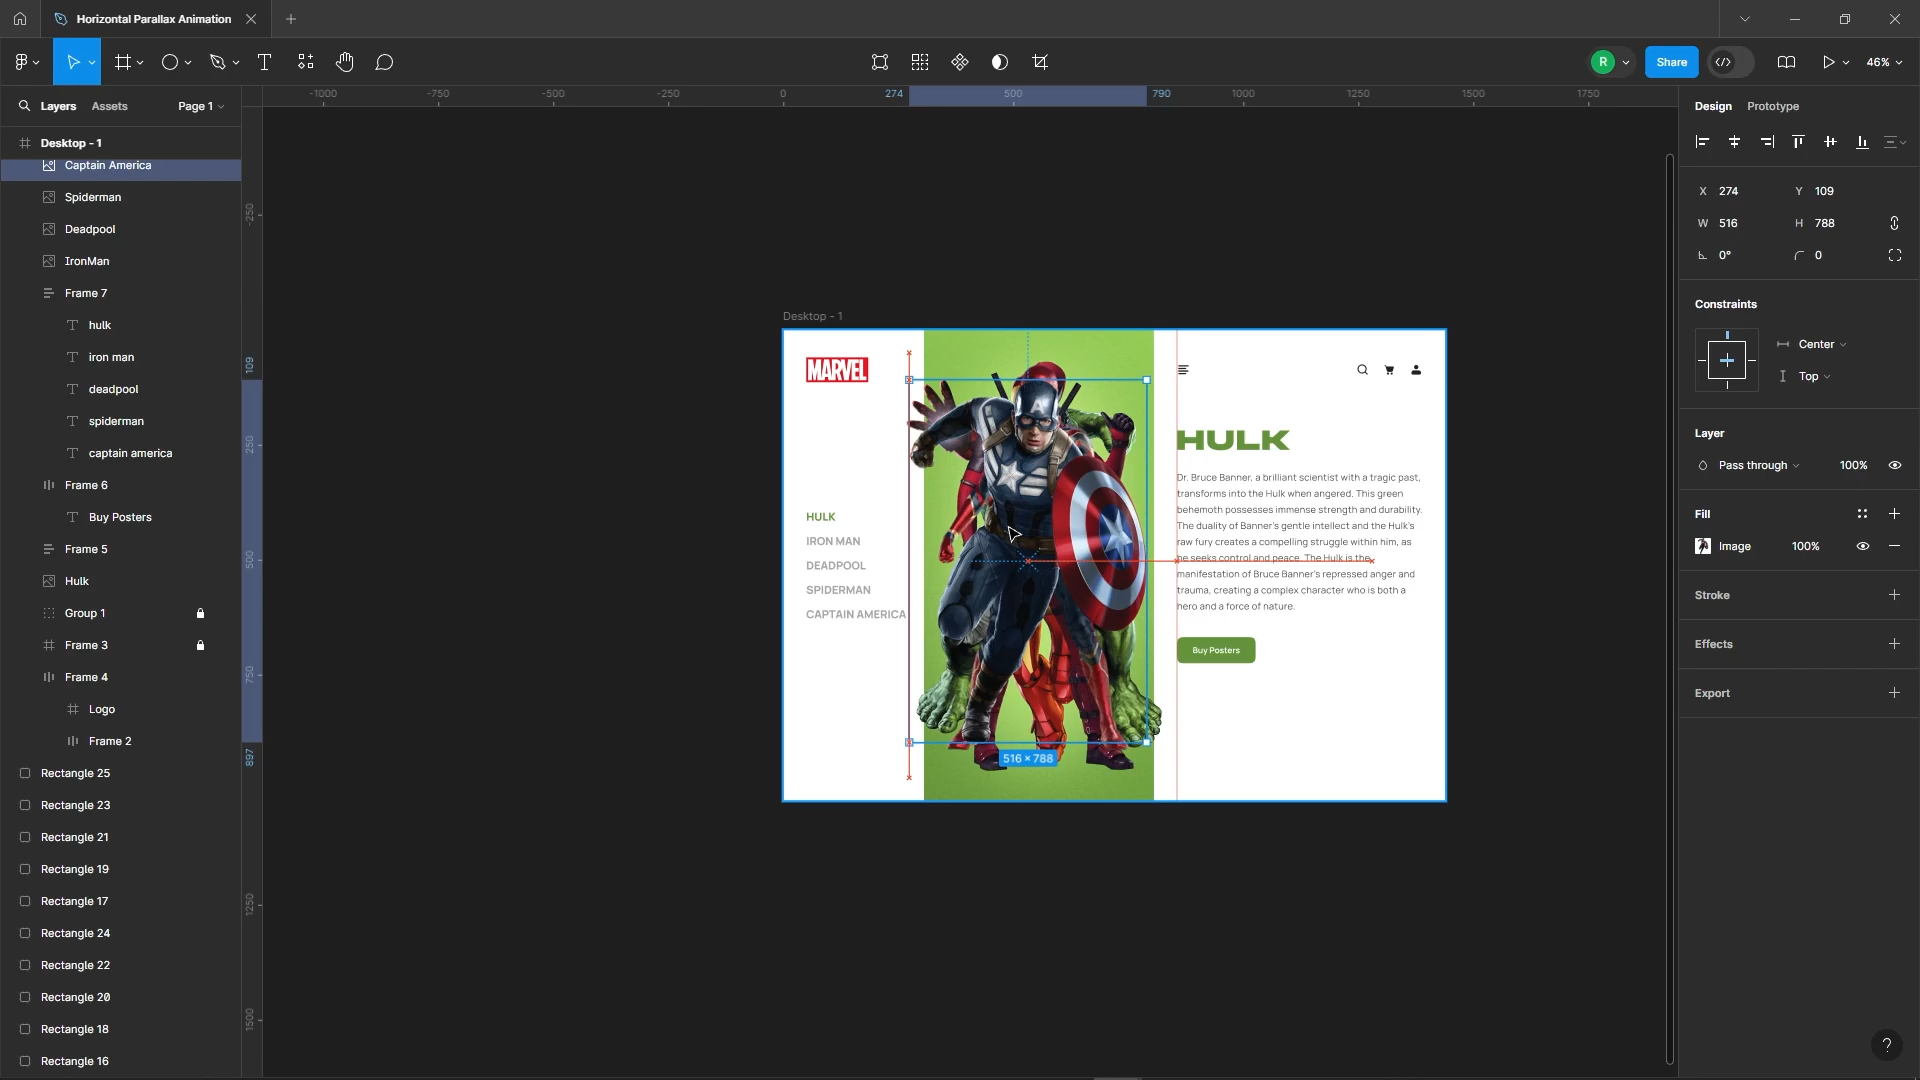 Horizontal Parallax Animation
R
Share
46%
Layers
Assets
Page 1
Desktop - 1
Captain America
Spiderman
Deadpool
IronMan
Frame 7
hulk
iron man
deadpool
spiderman
captain america
Frame 6
Buy Posters
Frame 5
Hulk
Group 1
Frame 3
Frame 4
Logo
Frame 2
Rectangle 25
Rectangle 23
Rectangle 21
Rectangle 19
Rectangle 17
Rectangle 24
Rectangle 22
Rectangle 20
Rectangle 18
Rectangle 16
-1000
-750
-500
-250
0
274
500
790
1000
1250
1500
1750
-250
109
250
500
750
897
1250
1500
Desktop - 1
MARVEL
HULK
IRON MAN
DEADPOOL
SPIDERMAN
CAPTAIN AMERICA
A
516 × 788
HULK
Dr. Bruce Banner, a brilliant scientist with a tragic past,
transforms into the Hulk when angered. This green
behemoth possesses immense strength and durability.
The duality of Banner's gentle intellect and the Hulk's
raw fury creates a compelling struggle within him, as
he seeks control and peace. The Hulk is the
manifestation of Bruce Banner's repressed anger and
trauma, creating a complex character who is both a
hero and a force of nature.
Buy Posters
Design
Prototype
X 274
Y 109
W 516
H 788
0°
0
Constraints
Center
Top
Layer
Pass through
100%
Fill
Image
100%
Stroke
Effects
Export
?